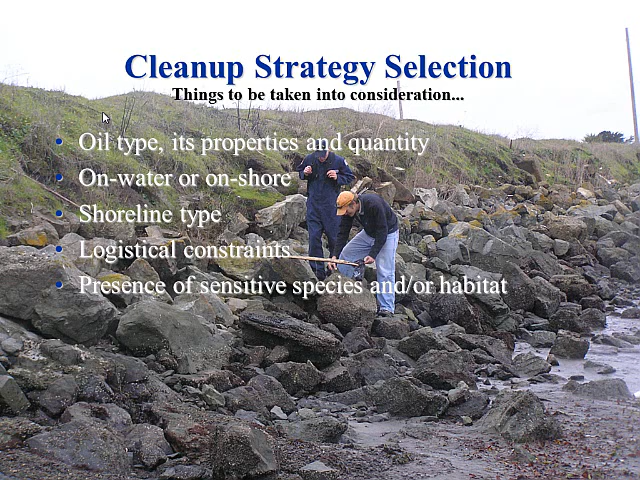 Cleanup Strategy Selection
Things to be taken into consideration...
• Oil type, its properties and quantity
• On-water or on-shore
• Shoreline type
• Logistical constraints
• Presence of sensitive species and/or habitat